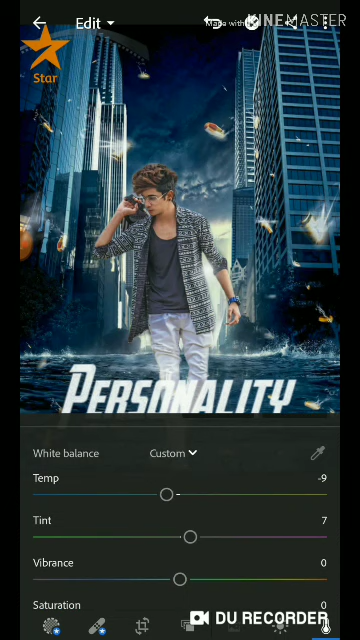 Edit
Made with
KINEMASTER
Star
PERSONALITY
White balance
Custom
Temp
-9
Tint
7
Vibrance
0
Saturation
0
DU RECORDER